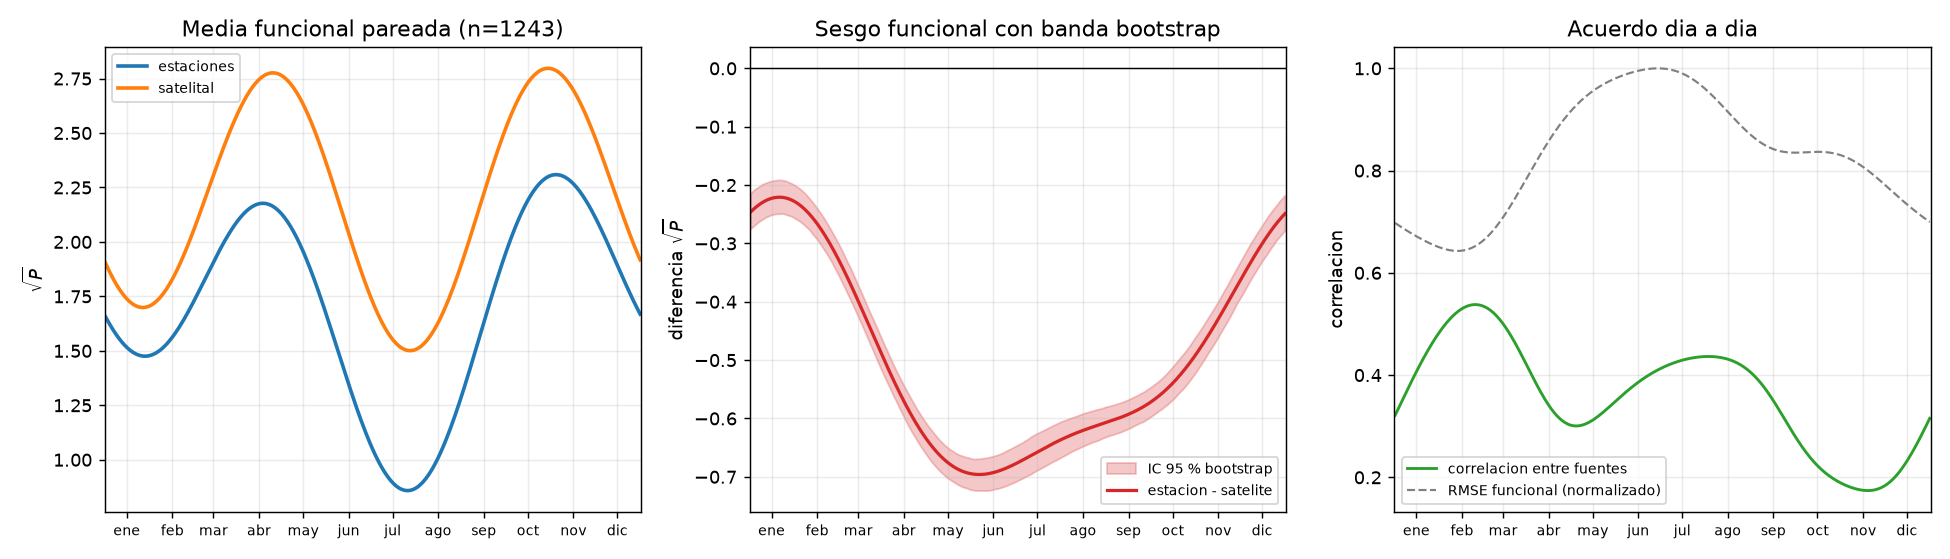 Media funcional pareada (n=1243)
estaciones
satelital
√P
2.75
2.50
2.25
2.00
1.75
1.50
1.25
1.00
ene feb mar abr may jun jul ago sep oct nov dic
Sesgo funcional con banda bootstrap
diferencia √P
0.0
−0.1
−0.2
−0.3
−0.4
−0.5
−0.6
−0.7
IC 95 % bootstrap
estacion - satelite
ene feb mar abr may jun jul ago sep oct nov dic
Acuerdo dia a dia
correlacion
1.0
0.8
0.6
0.4
0.2
correlacion entre fuentes
RMSE funcional (normalizado)
ene feb mar abr may jun jul ago sep oct nov dic